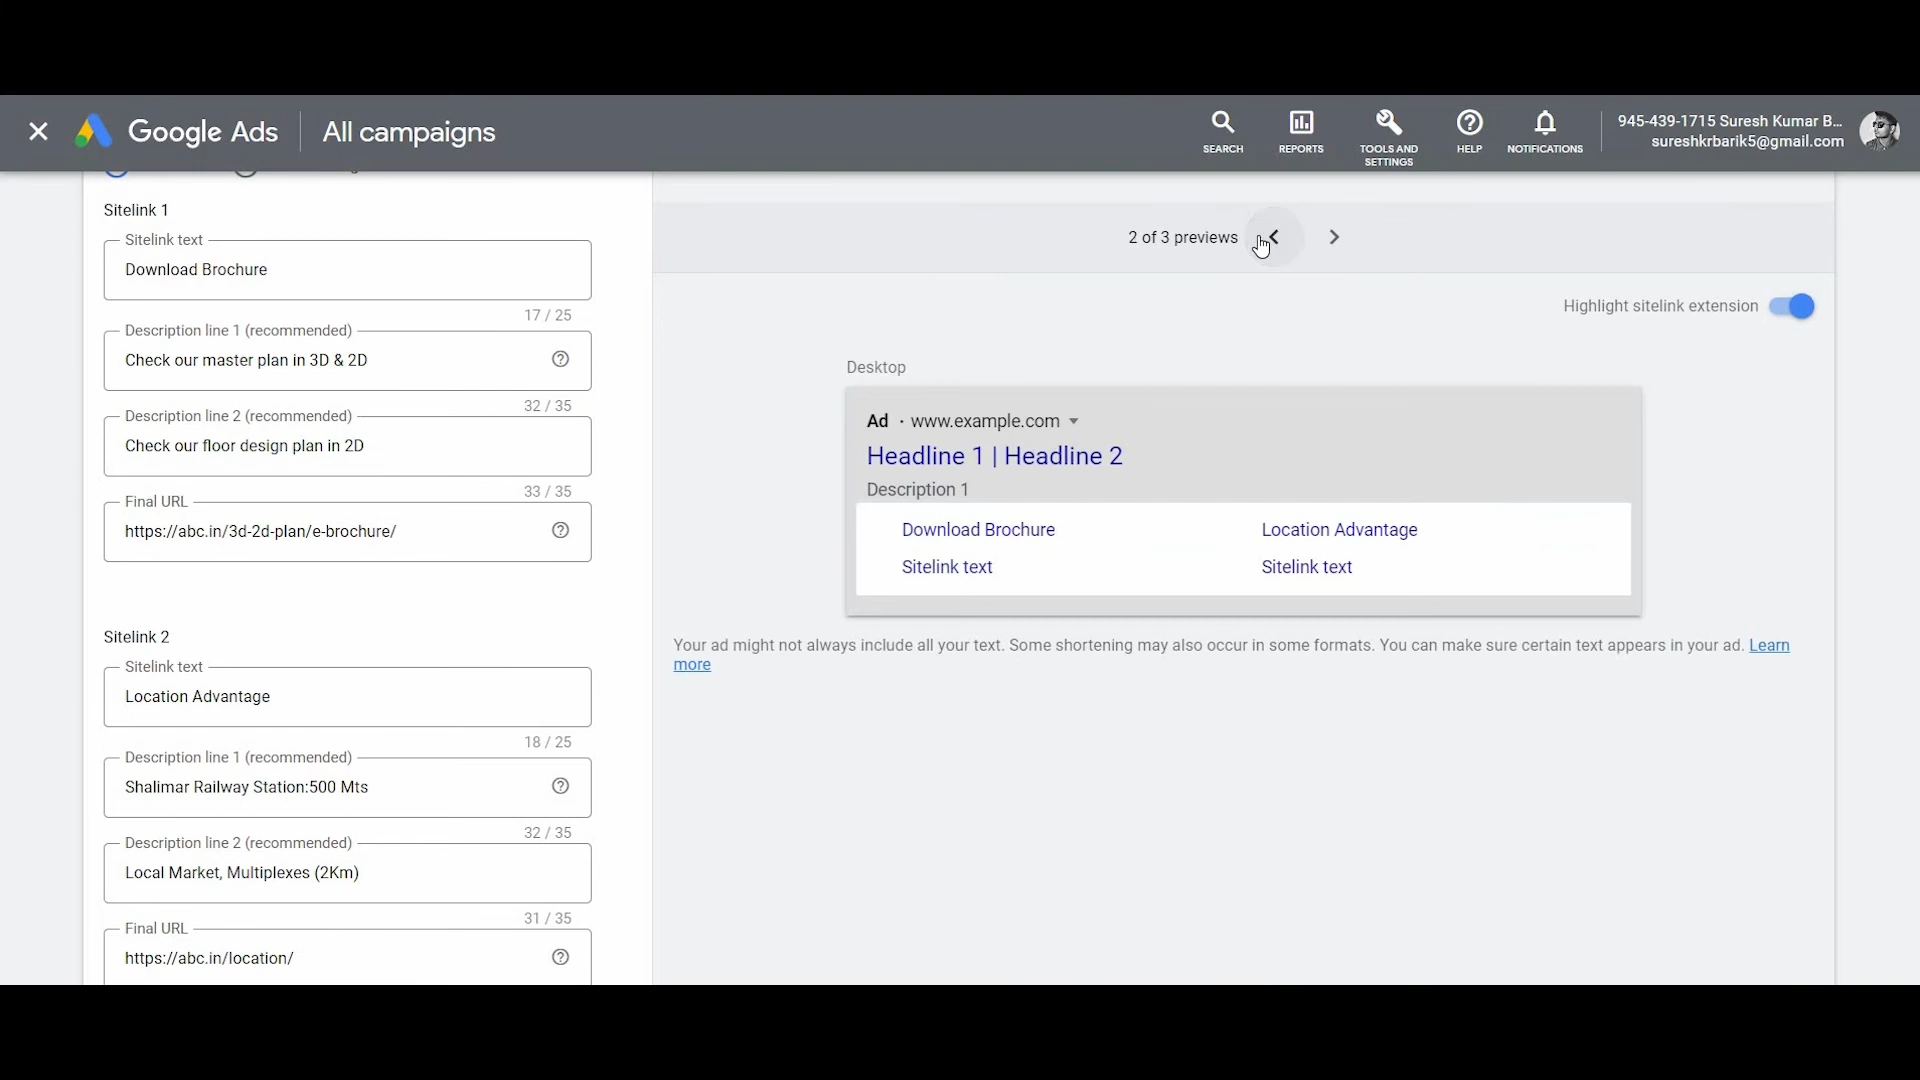 Google Ads
All campaigns
SEARCH
REPORTS
TOOLS AND
SETTINGS
HELP
NOTIFICATIONS
945-439-1715 Suresh Kumar B...
sureshkrbarik5@gmail.com
Sitelink 1
Sitelink text
Download Brochure
17 / 25
Description line 1 (recommended)
Check our master plan in 3D & 2D
32 / 35
Description line 2 (recommended)
Check our floor design plan in 2D
33 / 35
Final URL
https://abc.in/3d-2d-plan/e-brochure/
Sitelink 2
Sitelink text
Location Advantage
18 / 25
Description line 1 (recommended)
Shalimar Railway Station:500 Mts
32 / 35
Description line 2 (recommended)
Local Market, Multiplexes (2Km)
31 / 35
Final URL
https://abc.in/location/
2 of 3 previews
Highlight sitelink extension
Desktop
Ad · www.example.com
Headline 1 | Headline 2
Description 1
Download Brochure
Location Advantage
Sitelink text
Sitelink text
Your ad might not always include all your text. Some shortening may also occur in some formats. You can make sure certain text appears in your ad. Learn
more